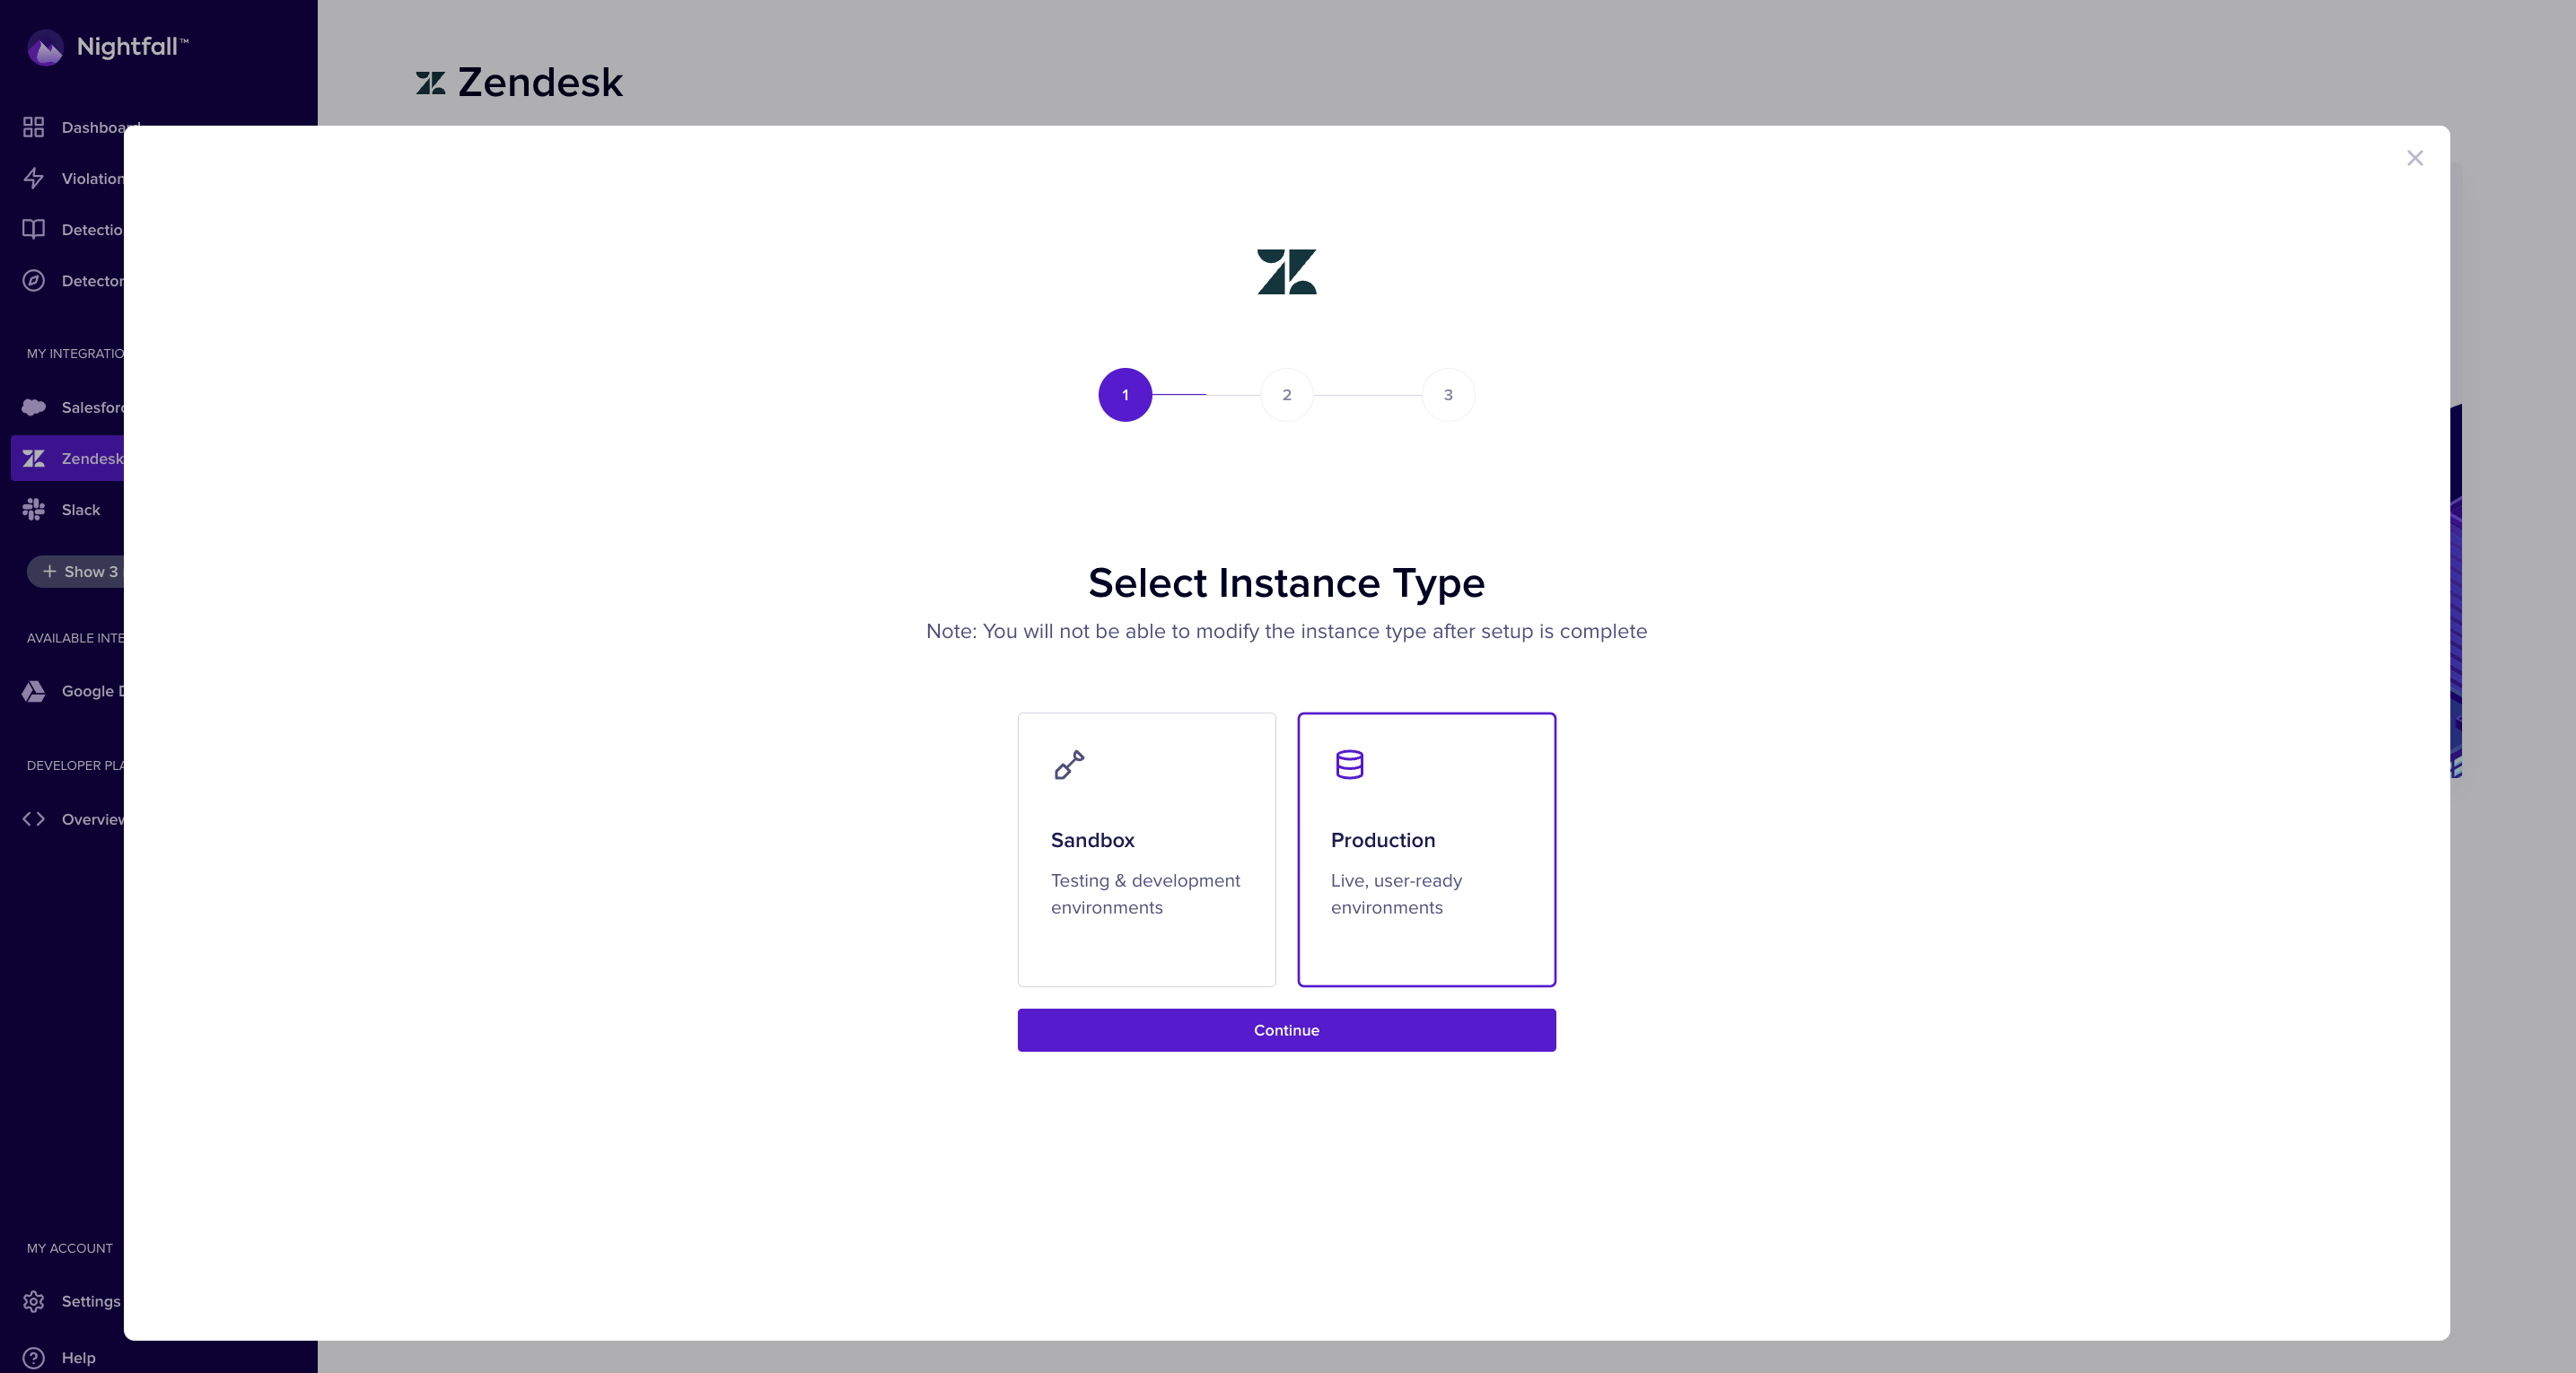 Nightfall™
Zendesk
Violation
Detectio
Detector
MY INTEGRATIO
Salesforc
Zendesk
Slack
Show 3
AVAILABLE INTE
Google D
DEVELOPER PLA
Overview
MY ACCOUNT
Settings
Help
1
2
3
Select Instance Type
Note: You will not be able to modify the instance type after setup is complete
Sandbox
Testing & development
environments
Production
Live, user-ready
environments
Continue